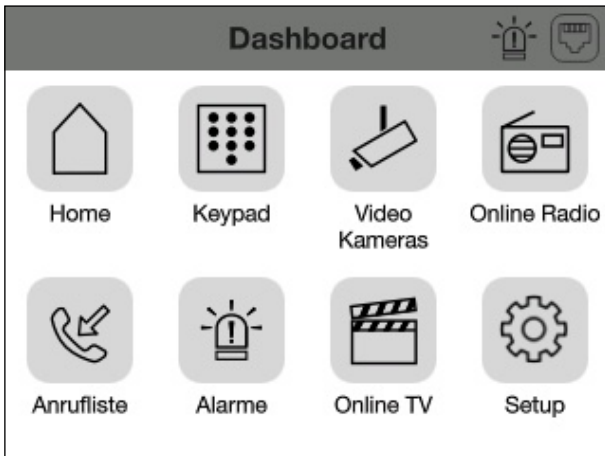 Dashboard
Home
Keypad
Video
Kameras
Online Radio
Anrufliste
Alarme
Online TV
Setup